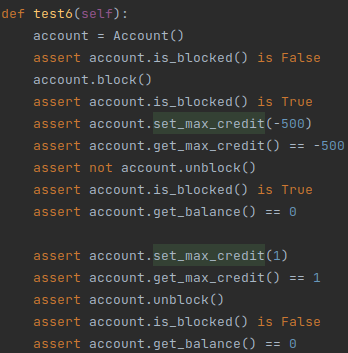 def test6(self):
    account = Account()
    assert account.is_blocked() is False
    account.block()
    assert account.is_blocked() is True
    assert account.set_max_credit(-500)
    assert account.get_max_credit() == -500
    assert not account.unblock()
    assert account.is_blocked() is True
    assert account.get_balance() == 0

    assert account.set_max_credit(1)
    assert account.get_max_credit() == 1
    assert account.unblock()
    assert account.is_blocked() is False
    assert account.get_balance() == 0